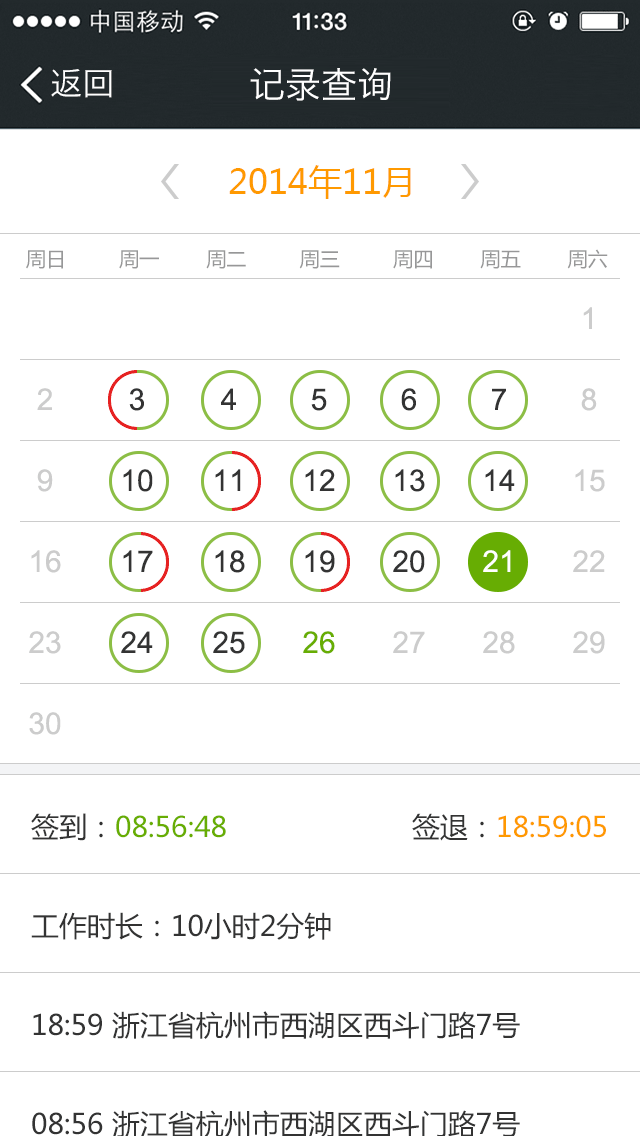 中国移动 11:33
返回 记录查询
2014年11月
周日 周一 周二 周三 周四 周五 周六
1
2 3 4 5 6 7 8
9 10 11 12 13 14 15
16 17 18 19 20 21 22
23 24 25 26 27 28 29
30
签到：08:56:48 签退：18:59:05
工作时长：10小时2分钟
18:59 浙江省杭州市西湖区西斗门路7号
08:56 浙江省杭州市西湖区西斗门路7号